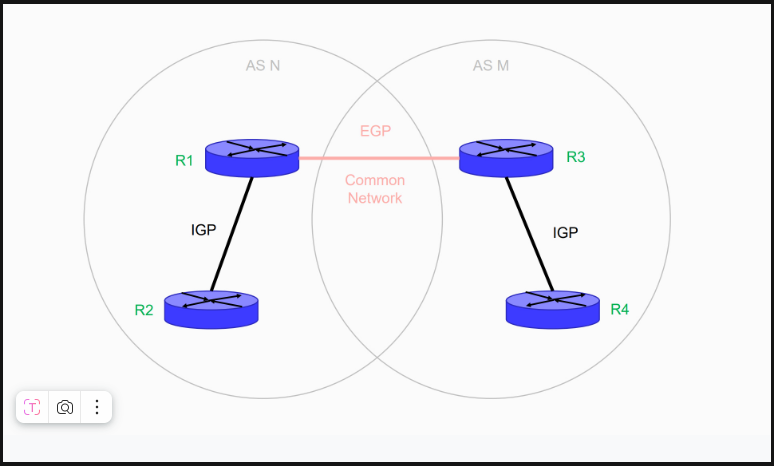 AS N
AS M
EGP
R1
R3
Common
Network
IGP
IGP
R2
R4
T